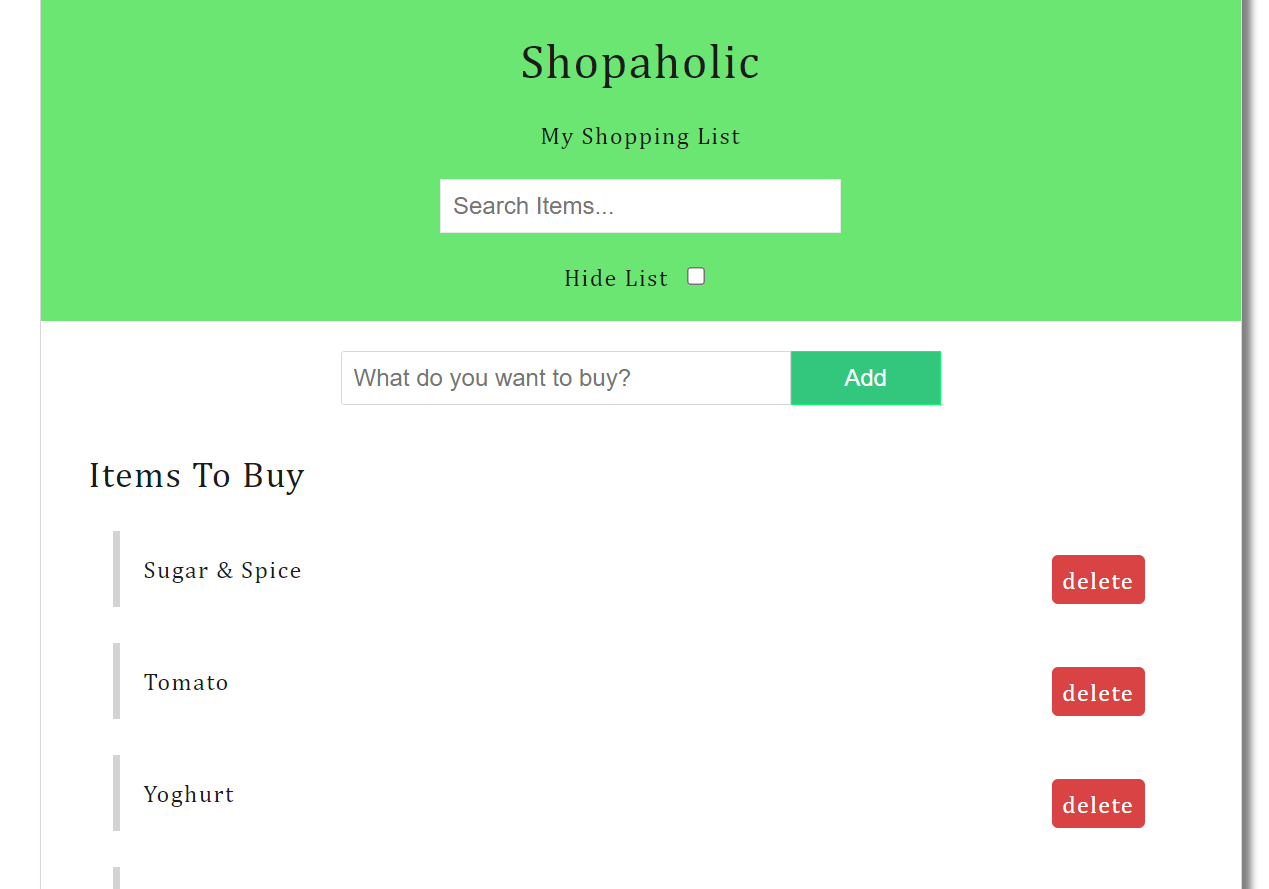 Shopaholic
My Shopping List
Search Items...
Hide List
What do you want to buy? Add
Items To Buy
Sugar & Spice delete
Tomato delete
Yoghurt delete